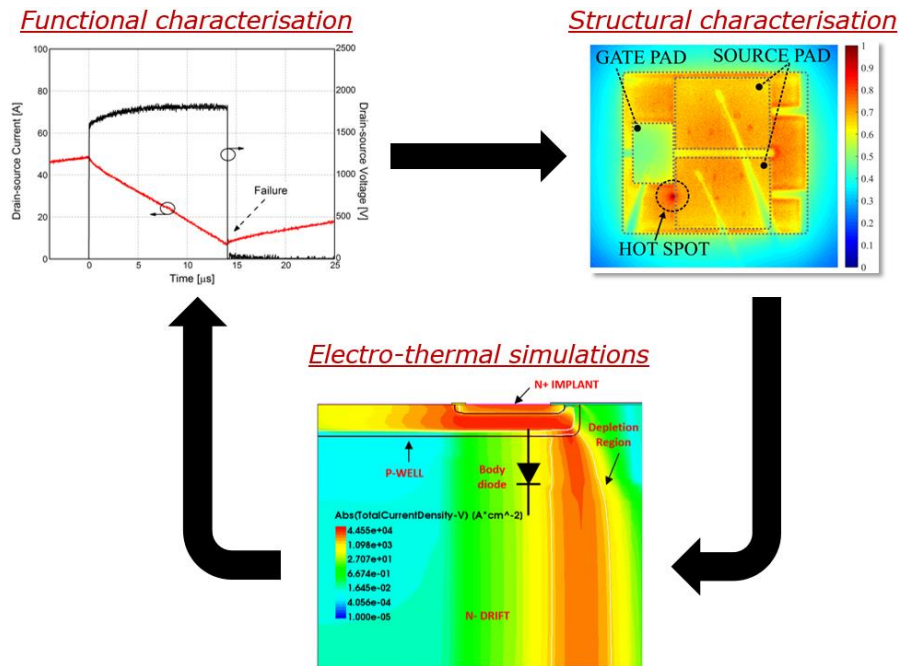 Functional characterisation
Structural characterisation
Drain-source Current [A]
100
80
60
40
20
0
0
5
10
15
20
25
Time [µs]
2500
2000
1500
1000
500
0
Drain-source Voltage [V]
Failure
GATE PAD
SOURCE PAD
HOT SPOT
1
0.9
0.8
0.7
0.6
0.5
0.4
0.3
0.2
0.1
0
Electro-thermal simulations
N+ IMPLANT
Depletion
Region
P-WELL
Body
diode
Abs(TotalCurrentDensity-V) [A*cm^-2]
4.455e+04
1.098e+03
2.707e+01
6.674e-01
1.645e-02
4.056e-04
1.000e-05
N- DRIFT